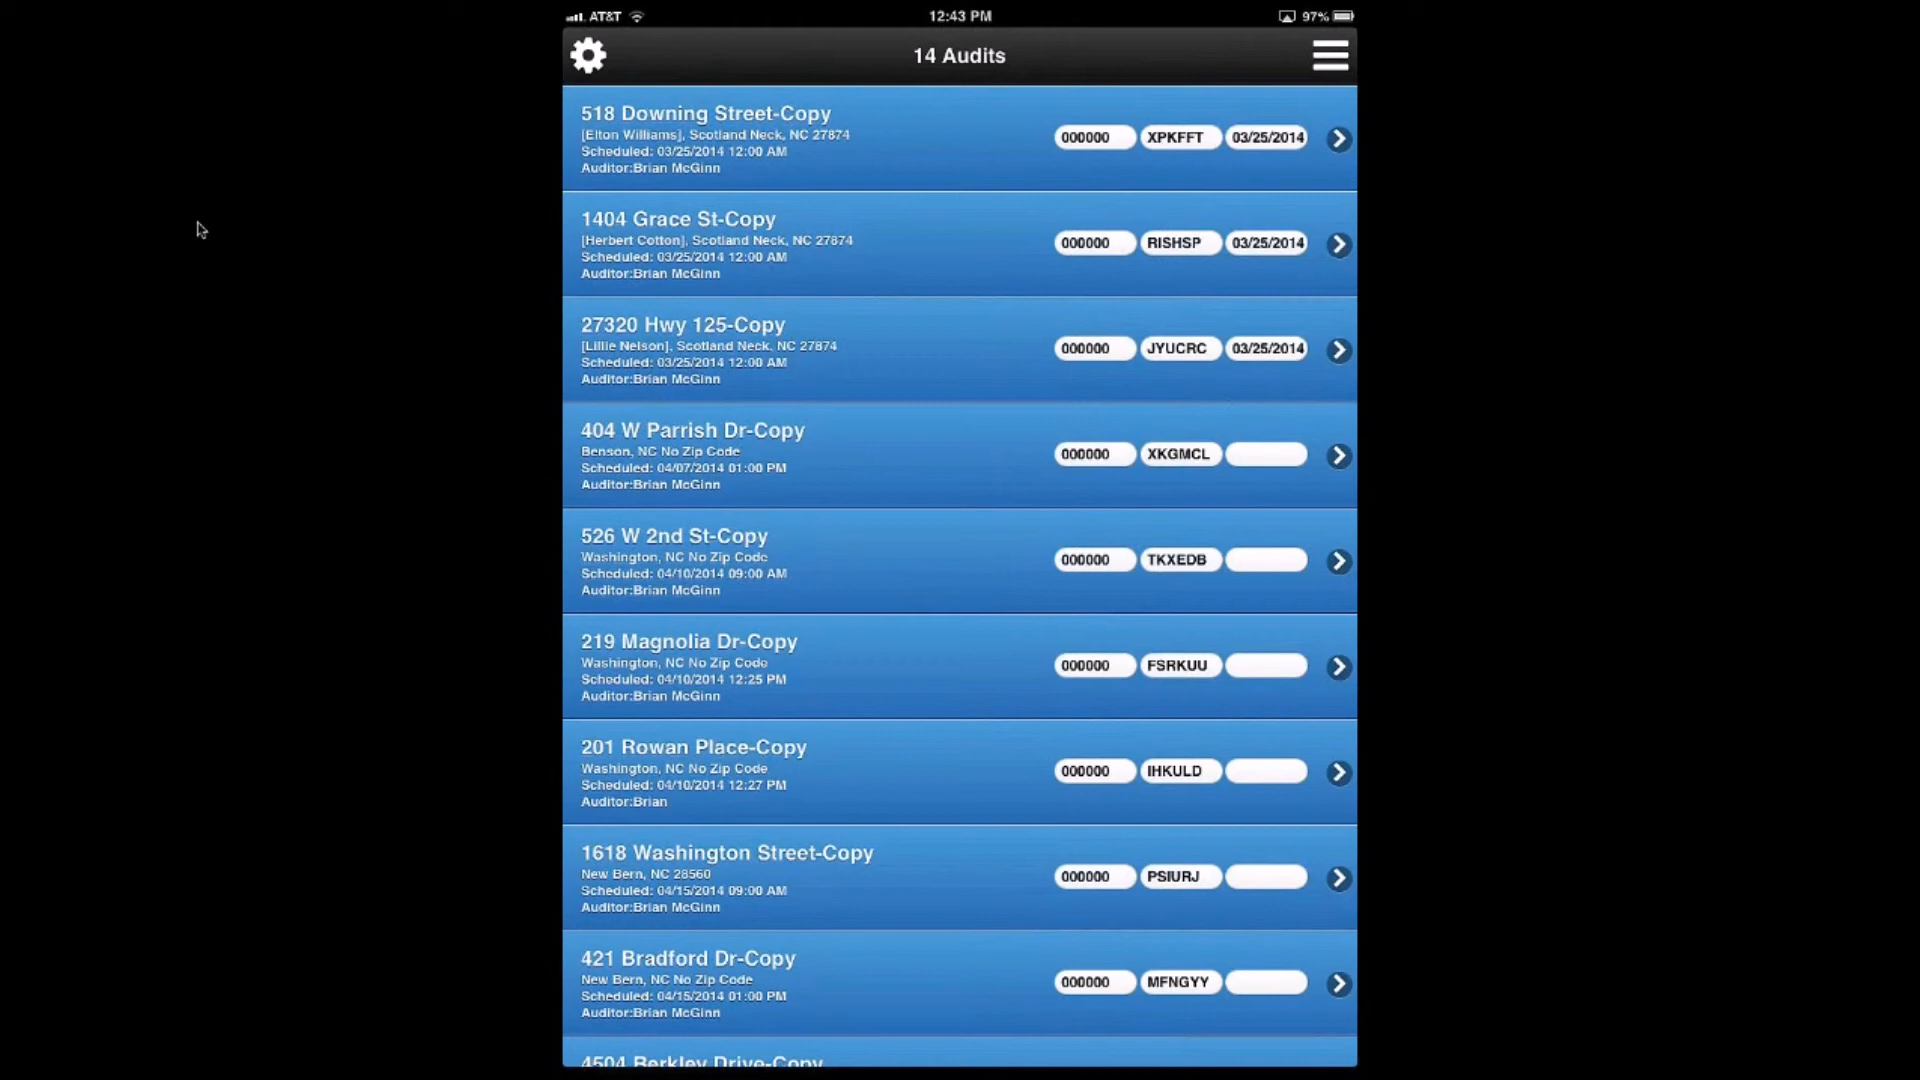 AT&T 12:43 PM 97%
14 Audits
518 Downing Street-Copy
[Elton Williams], Scotland Neck, NC 27874
Scheduled: 03/25/2014 12:00 AM
Auditor:Brian McGinn
000000 XPKFFT 03/25/2014
1404 Grace St-Copy
[Herbert Cotton], Scotland Neck, NC 27874
Scheduled: 03/25/2014 12:00 AM
Auditor:Brian McGinn
000000 RISHSP 03/25/2014
27320 Hwy 125-Copy
[Lillie Nelson], Scotland Neck, NC 27874
Scheduled: 03/25/2014 12:00 AM
Auditor:Brian McGinn
000000 JYUCRC 03/25/2014
404 W Parrish Dr-Copy
Benson, NC No Zip Code
Scheduled: 04/07/2014 01:00 PM
Auditor:Brian McGinn
000000 XKGMCL
526 W 2nd St-Copy
Washington, NC No Zip Code
Scheduled: 04/10/2014 09:00 AM
Auditor:Brian McGinn
000000 TKXEDB
219 Magnolia Dr-Copy
Washington, NC No Zip Code
Scheduled: 04/10/2014 12:25 PM
Auditor:Brian McGinn
000000 FSRKUU
201 Rowan Place-Copy
Washington, NC No Zip Code
Scheduled: 04/10/2014 12:27 PM
Auditor:Brian
000000 IHKULD
1618 Washington Street-Copy
New Bern, NC 28560
Scheduled: 04/15/2014 09:00 AM
Auditor:Brian McGinn
000000 PSIURJ
421 Bradford Dr-Copy
New Bern, NC No Zip Code
Scheduled: 04/15/2014 01:00 PM
Auditor:Brian McGinn
000000 MFNGYY
4504 Berkley Drive-Copy